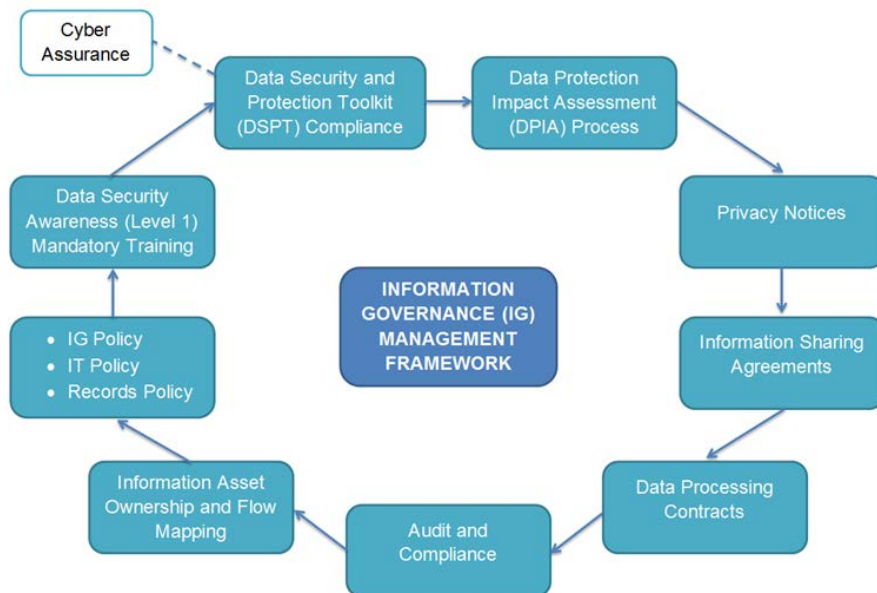 Cyber
Assurance
Data Security and
Protection Toolkit
(DSPT) Compliance
Data Protection
Impact Assessment
(DPIA) Process
Data Security
Awareness (Level 1)
Mandatory Training
Privacy Notices
INFORMATION
GOVERNANCE (IG)
MANAGEMENT
FRAMEWORK
• IG Policy
• IT Policy
• Records Policy
Information Sharing
Agreements
Information Asset
Ownership and Flow
Mapping
Data Processing
Contracts
Audit and
Compliance